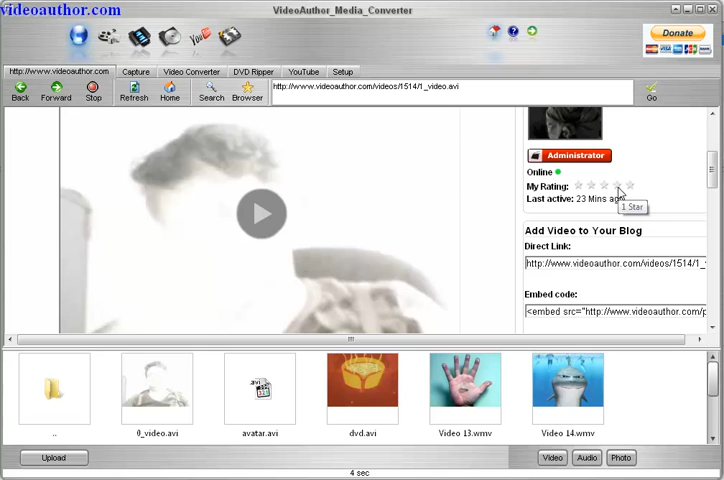 videoauthor.com
VideoAuthor_Media_Converter
You
Donate
http://www.videoauthor.com
Capture
Video Converter
DVD Ripper
YouTube
Setup
Back
Forward
Stop
Refresh
Home
Search
Browser
http://www.videoauthor.com/videos/1514/1_video.avi
Go
Administrator
Online
My Rating:
Last active: 23 Mins ago
1 Star
Add Video to Your Blog
Direct Link:
http://www.videoauthor.com/videos/1514/1_
Embed code:
<embed src="http://www.videoauthor.com/p
..
0_video.avi
avatar.avi
dvd.avi
Video 13.wmv
Video 14.wmv
Upload
Video
Audio
Photo
4 sec